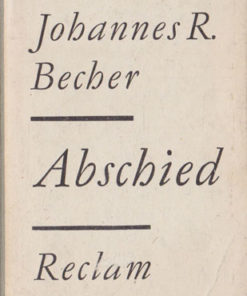 Johannes R.
Becher
Abschied
Reclam